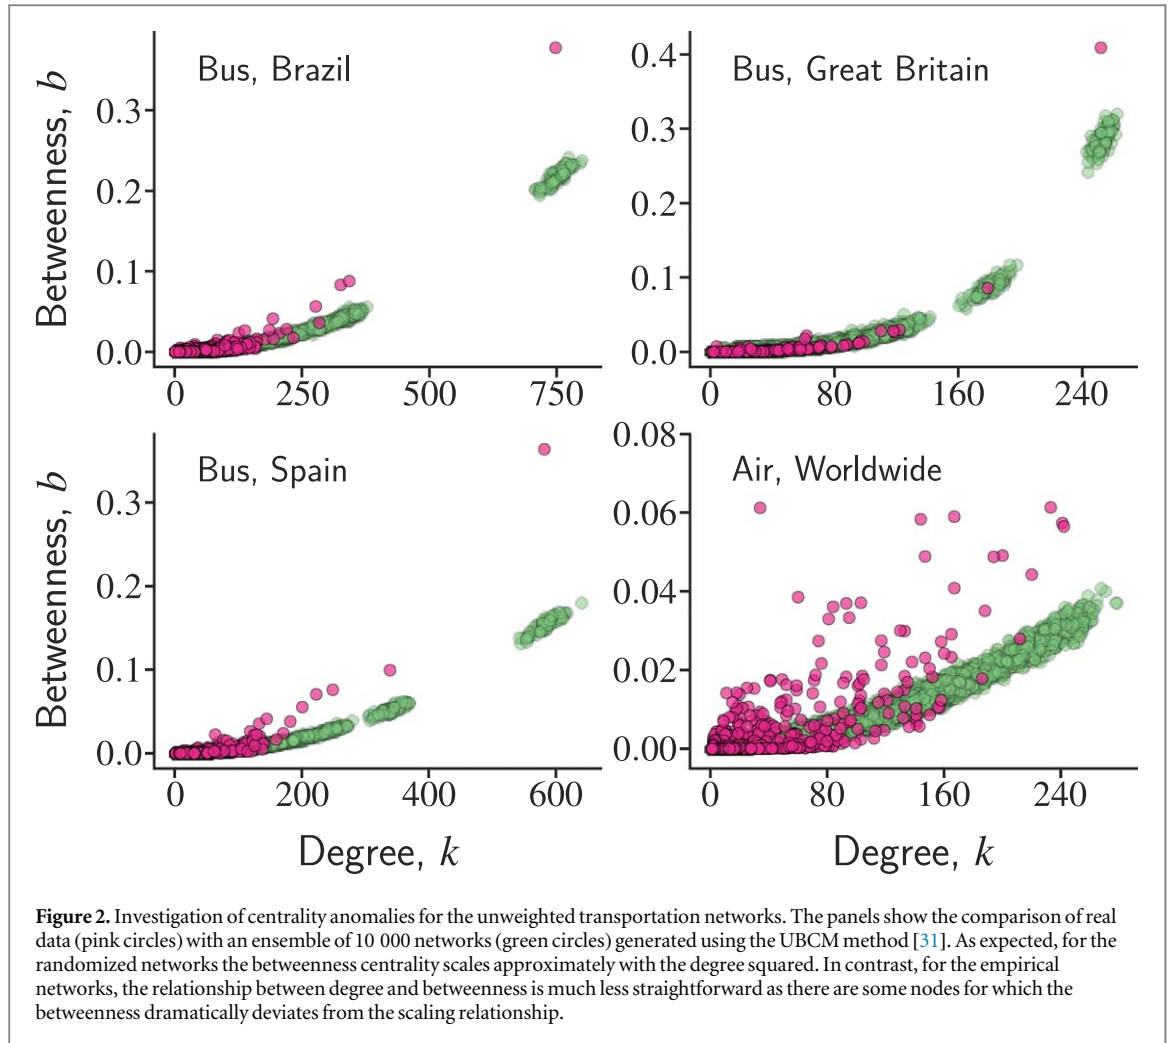 Bus, Brazil
Betweenness, b
0.3
0.2
0.1
0.0
0 250 500 750
Bus, Great Britain
0.4
0.3
0.2
0.1
0.0
0 80 160 240
Bus, Spain
Betweenness, b
0.3
0.2
0.1
0.0
0 200 400 600
Degree, k
Air, Worldwide
0.08
0.06
0.04
0.02
0.00
0 80 160 240
Degree, k
Figure 2. Investigation of centrality anomalies for the unweighted transportation networks. The panels show the comparison of real
data (pink circles) with an ensemble of 10 000 networks (green circles) generated using the UBCM method [31]. As expected, for the
randomized networks the betweenness centrality scales approximately with the degree squared. In contrast, for the empirical
networks, the relationship between degree and betweenness is much less straightforward as there are some nodes for which the
betweenness dramatically deviates from the scaling relationship.